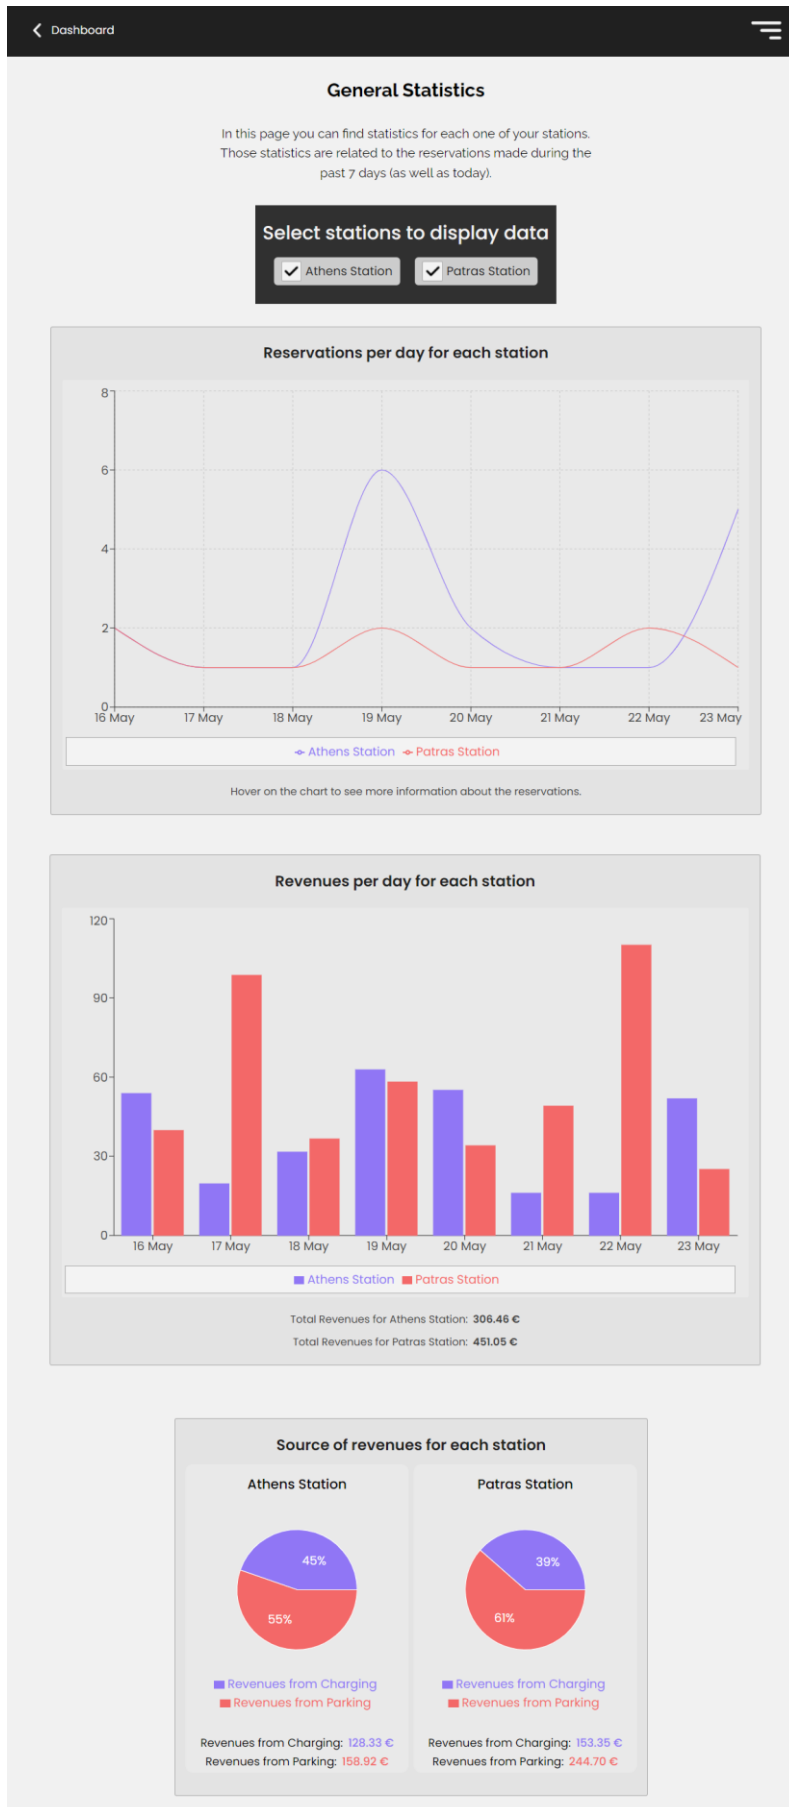 Dashboard
General Statistics
In this page you can find statistics for each one of your stations.
Those statistics are related to the reservations made during the
past 7 days (as well as today).
Select stations to display data
Athens Station Patras Station
Reservations per day for each station
8
6
4
2
0
16 May 17 May 18 May 19 May 20 May 21 May 22 May 23 May
Athens Station Patras Station
Hover on the chart to see more information about the reservations.
Revenues per day for each station
120
90
60
30
0
16 May 17 May 18 May 19 May 20 May 21 May 22 May 23 May
Athens Station Patras Station
Total Revenues for Athens Station: 306.46 €
Total Revenues for Patras Station: 451.05 €
Source of revenues for each station
Athens Station
45%
55%
Revenues from Charging
Revenues from Parking
Revenues from Charging: 128.33 €
Revenues from Parking: 158.92 €
Patras Station
39%
61%
Revenues from Charging
Revenues from Parking
Revenues from Charging: 153.35 €
Revenues from Parking: 244.70 €